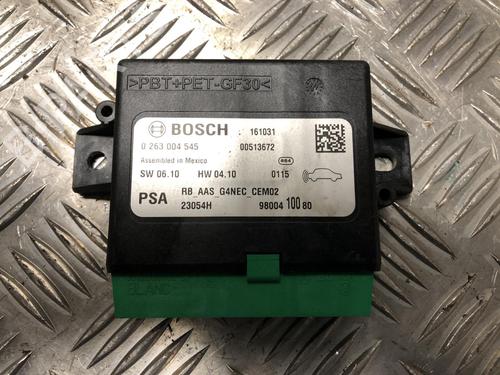 >PBT+PET-GF30<
BOSCH 161031
0 263 004 545 00513672
Assembled in Mexico 464
SW 06.10 HW 04.10 0115
PSA RB_AAS_G4NEC_CEM02
23054H 98004 100 80